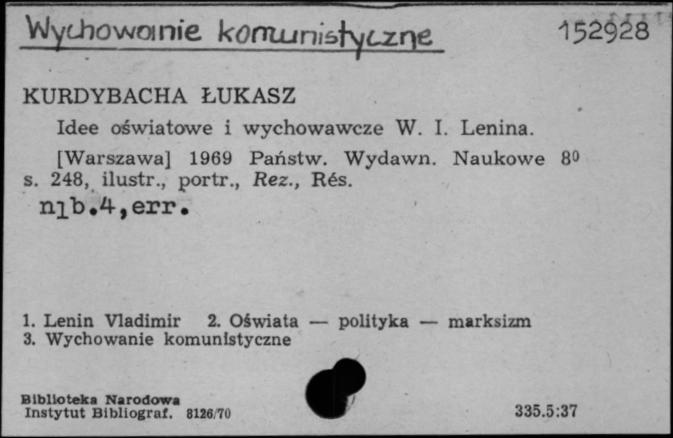 Wychowanie komunistyczne 152928
KURDYBACHA ŁUKASZ
Idee oświatowe i wychowawcze W. I. Lenina.
[Warszawa] 1969 Państw. Wydawn. Naukowe 8⁰
s. 248, ilustr., portr., Rez., Rés.
nlb.4,err.
1. Lenin Vladimir 2. Oświata — polityka — marksizm
3. Wychowanie komunistyczne
Biblioteka Narodowa
Instytut Bibliograf. 8126/70 335.5:37